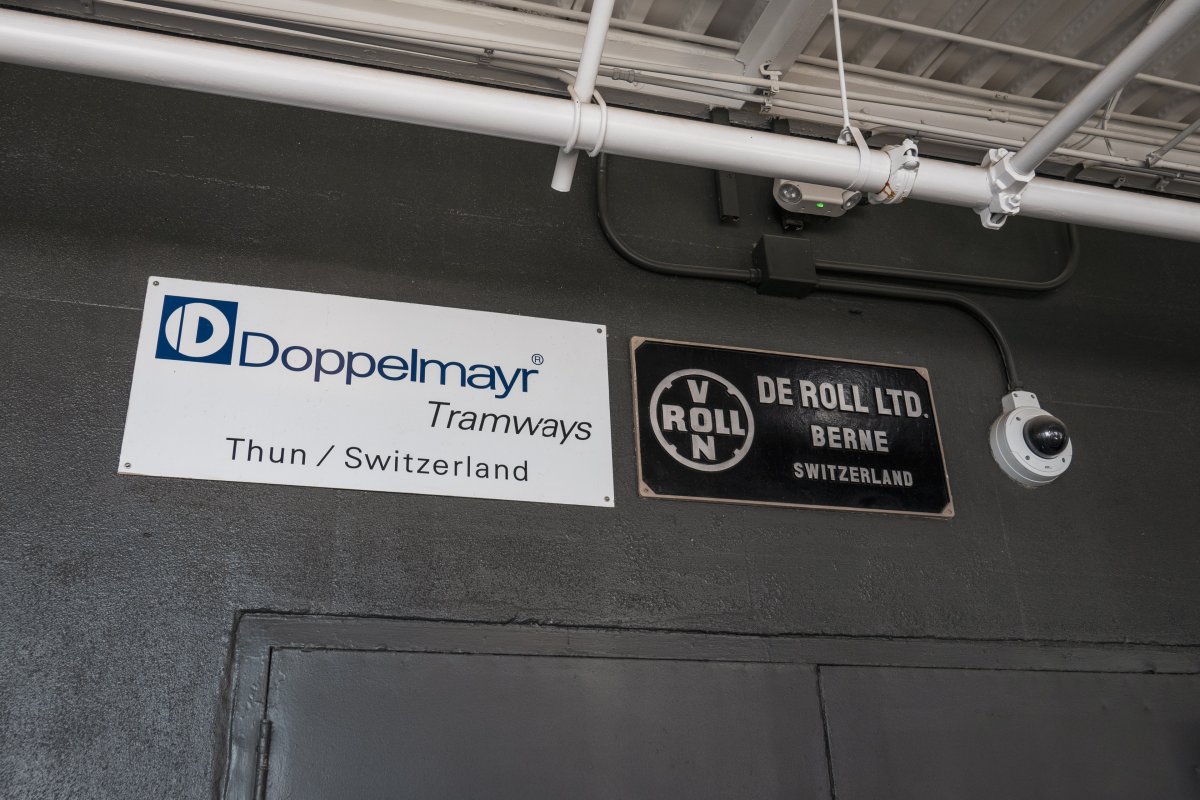 D Doppelmayr®
Tramways
Thun / Switzerland
V
ROLL
N
DE ROLL LTD.
BERNE
SWITZERLAND